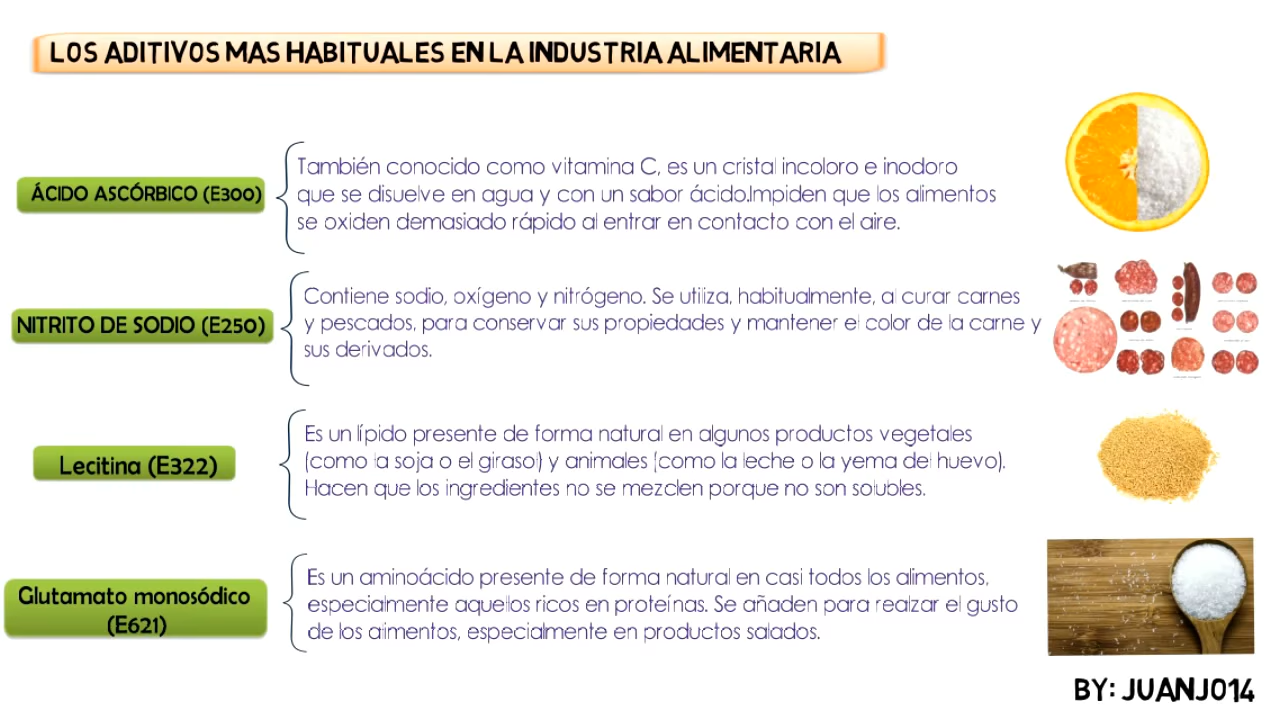 LOS ADITIVOS MAS HABITUALES EN LA INDUSTRIA ALIMENTARIA
ÁCIDO ASCÓRBICO (E300)
También conocido como vitamina C, es un cristal incoloro e inodoro
que se disuelve en agua y con un sabor ácido.Impiden que los alimentos
se oxiden demasiado rápido al entrar en contacto con el aire.
NITRITO DE SODIO (E250)
Contiene sodio, oxígeno y nitrógeno. Se utiliza, habitualmente, al curar carnes
y pescados, para conservar sus propiedades y mantener el color de la carne y
sus derivados.
Lecitina (E322)
Es un lípido presente de forma natural en algunos productos vegetales
(como la soja o el girasol) y animales (como la leche o la yema del huevo).
Hacen que los ingredientes no se mezclen porque no son solubles.
Glutamato monosódico
(E621)
Es un aminoácido presente de forma natural en casi todos los alimentos,
especialmente aquellos ricos en proteínas. Se añaden para realzar el gusto
de los alimentos, especialmente en productos salados.
BY: JUANJO14